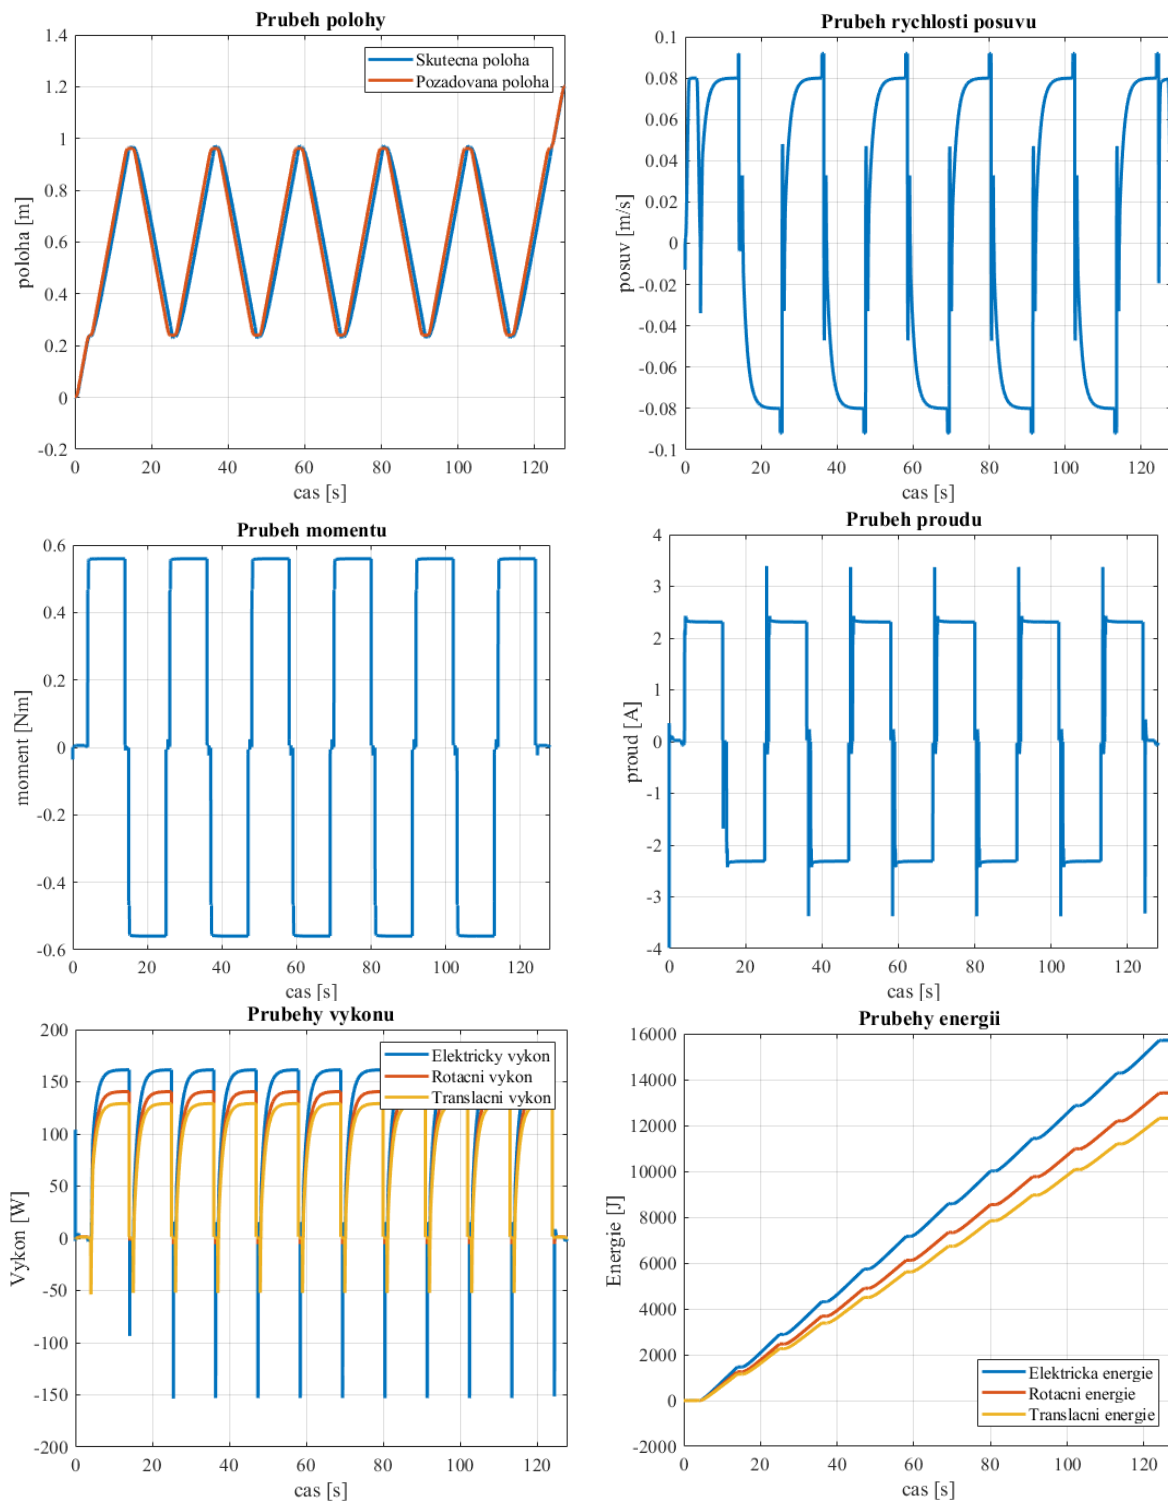 Prubeh polohy
1.4
1.2
1
0.8
0.6
0.4
0.2
0
-0.2
poloha [m]
Skutecna poloha
Pozadovana poloha
0 20 40 60 80 100 120
cas [s]
Prubeh rychlosti posuvu
0.1
0.08
0.06
0.04
0.02
0
-0.02
-0.04
-0.06
-0.08
-0.1
posuv [m/s]
0 20 40 60 80 100 120
cas [s]
Prubeh momentu
0.6
0.4
0.2
0
-0.2
-0.4
-0.6
moment [Nm]
0 20 40 60 80 100 120
cas [s]
Prubeh proudu
4
3
2
1
0
-1
-2
-3
-4
proud [A]
0 20 40 60 80 100 120
cas [s]
Prubehy vykonu
200
150
100
50
0
-50
-100
-150
-200
Vykon [W]
Elektricky vykon
Rotacni vykon
Translacni vykon
0 20 40 60 80 100 120
cas [s]
Prubehy energii
16000
14000
12000
10000
8000
6000
4000
2000
0
-2000
Energie [J]
Elektricka energie
Rotacni energie
Translacni energie
0 20 40 60 80 100 120
cas [s]